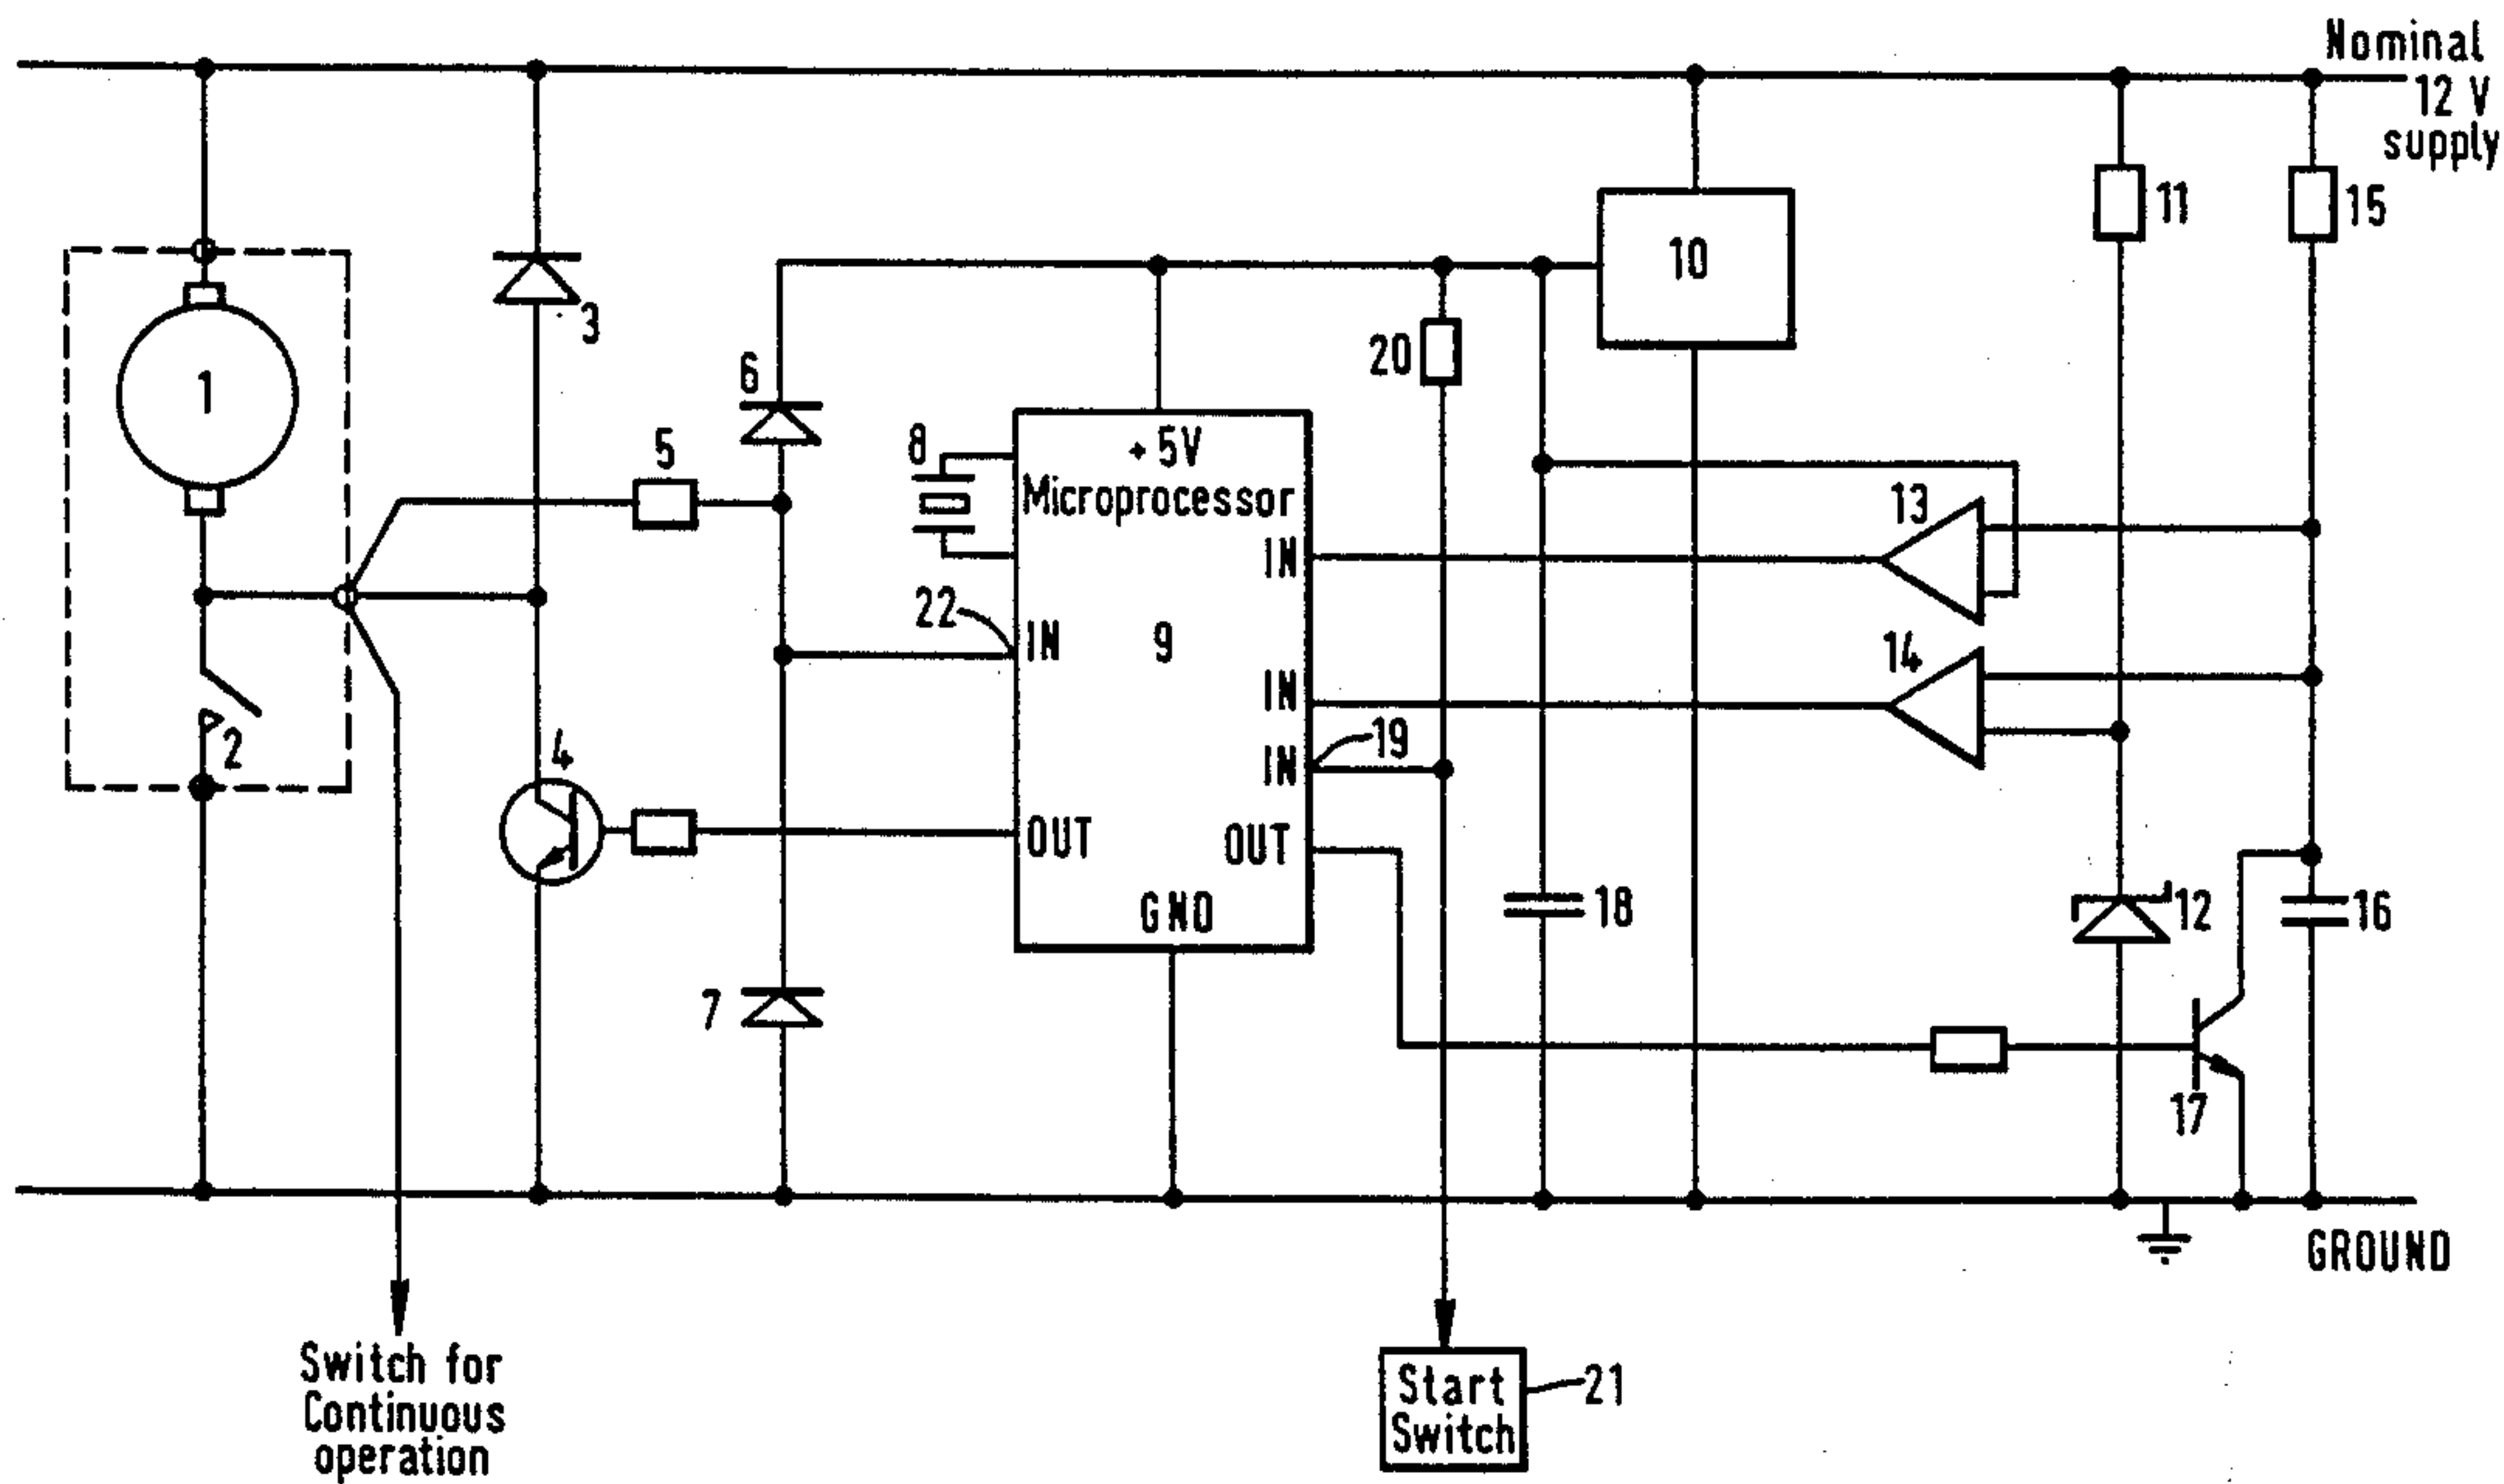 Nominal
12 V
supply
11
15
10
1
3
20
6
5
8
+5V
Microprocessor
13
IN
22
IN
9
14
IN
19
IN
2
4
OUT
OUT
GND
18
12
16
7
17
GROUND
Switch for
Continuous
operation
Start
Switch
21